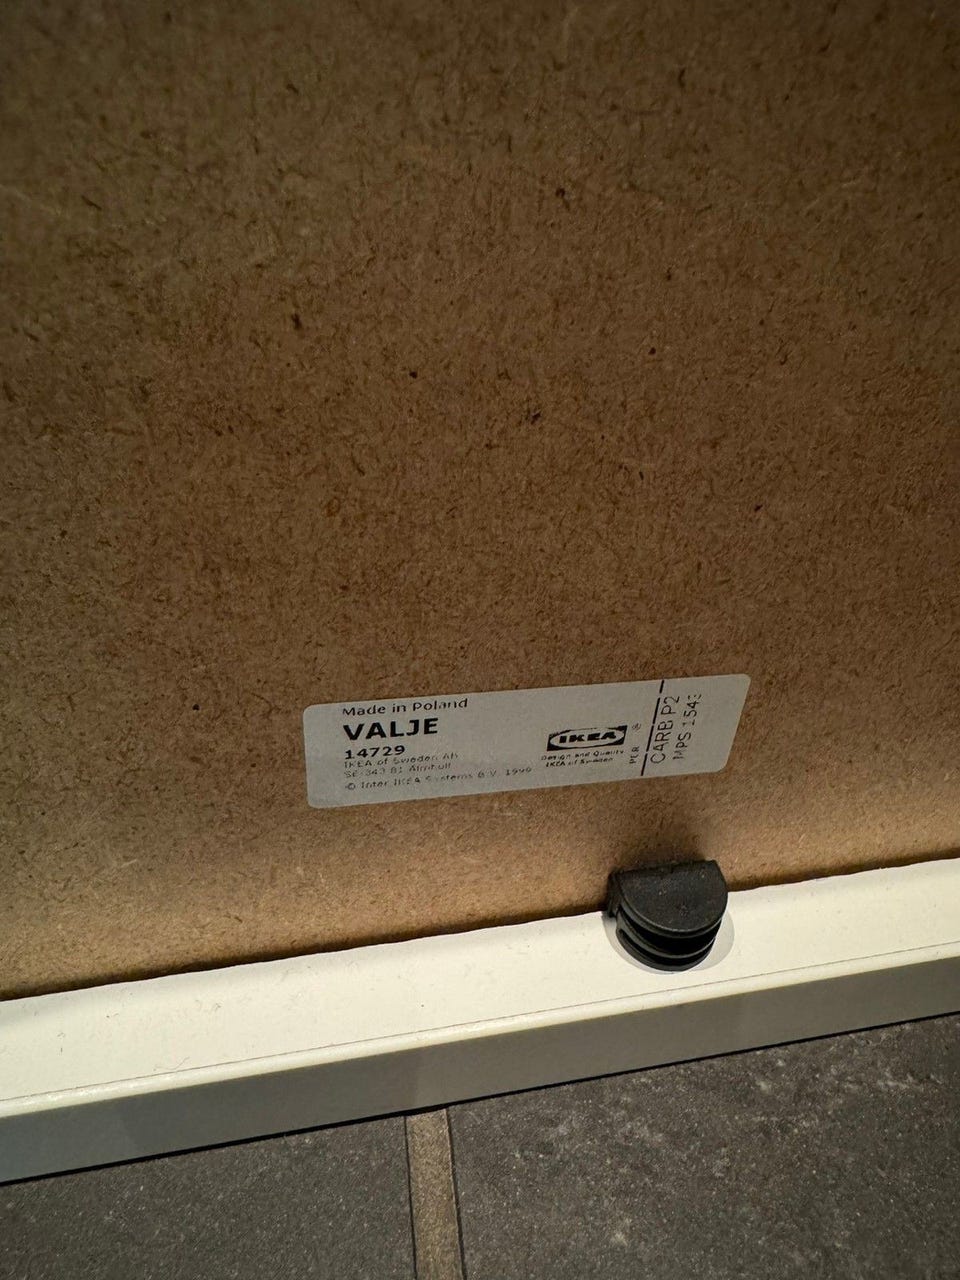 Made in Poland
VALJE
14729
IKEA of Sweden AB
SE-343 81 Älmhult
© Inter IKEA Systems B.V. 1999
IKEA ®
Design and Quality
IKEA of Sweden
CARB P2
MPS 154